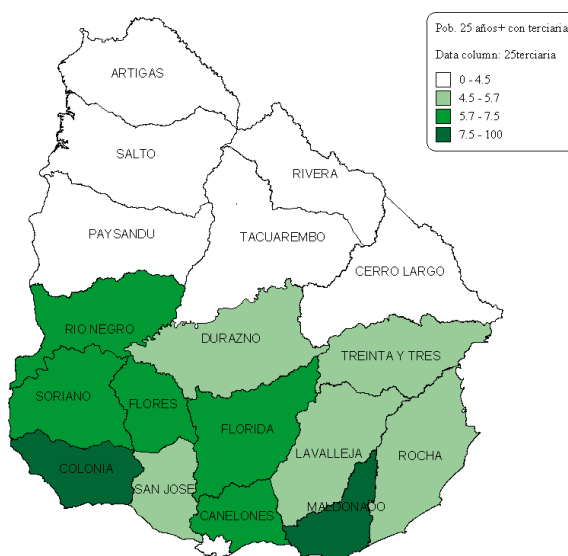 Pob. 25 años+ con terciaria
Data column: 25terciaria
0 - 4.5
4.5 - 5.7
5.7 - 7.5
7.5 - 100
ARTIGAS
SALTO
RIVERA
PAYSANDU
TACUAREMBO
CERRO LARGO
RIO NEGRO
DURAZNO
TREINTA Y TRES
SORIANO
FLORES
FLORIDA
LAVALLEJA
ROCHA
COLONIA
SAN JOSE
MALDONADO
CANELONES